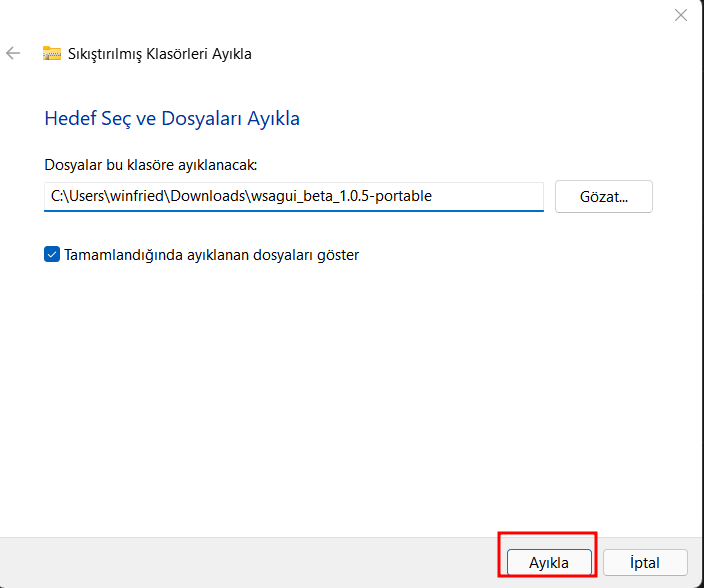 Sıkıştırılmış Klasörleri Ayıkla
Hedef Seç ve Dosyaları Ayıkla
Dosyalar bu klasöre ayıklanacak:
C:\Users\winfried\Downloads\wsagui_beta_1.0.5-portable
Gözat...
Tamamlandığında ayıklanan dosyaları göster
Ayıkla
İptal